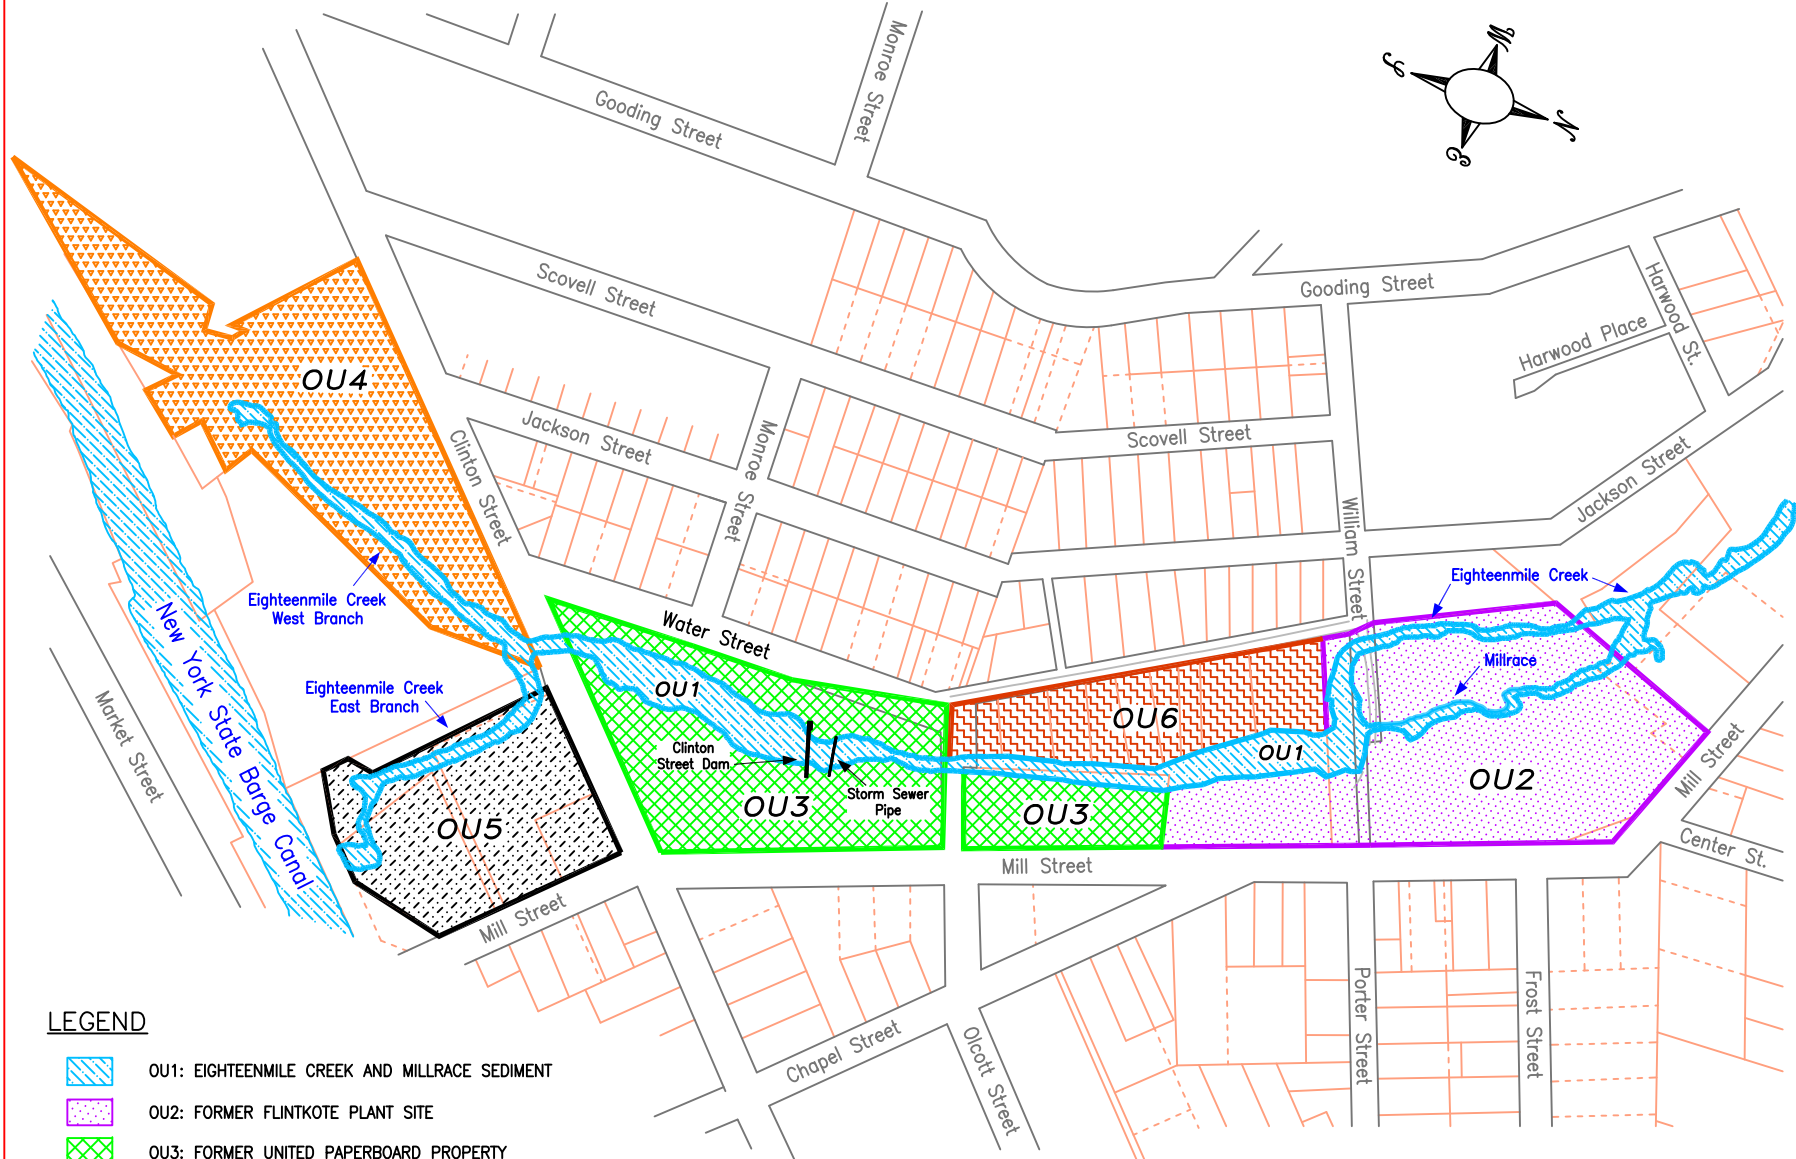 Monroe Street
W
S
N
E
Gooding Street
Scovell Street
Gooding Street
Harwood St.
Harwood Place
OU4
Jackson Street
Clinton Street
Monroe Street
Scovell Street
William Street
Jackson Street
Eighteenmile Creek
West Branch
New York State Barge Canal
Market Street
Water Street
Eighteenmile Creek
Millrace
Eighteenmile Creek
East Branch
OU1
OU6
OU1
OU2
Clinton
Street Dam
Storm Sewer
Pipe
OU3
OU3
OU5
Mill Street
Mill Street
Mill Street
Center St.
Chapel Street
Olcott Street
Porter Street
Frost Street
LEGEND
OU1: EIGHTEENMILE CREEK AND MILLRACE SEDIMENT
OU2: FORMER FLINTKOTE PLANT SITE
OU3: FORMER UNITED PAPERBOARD PROPERTY